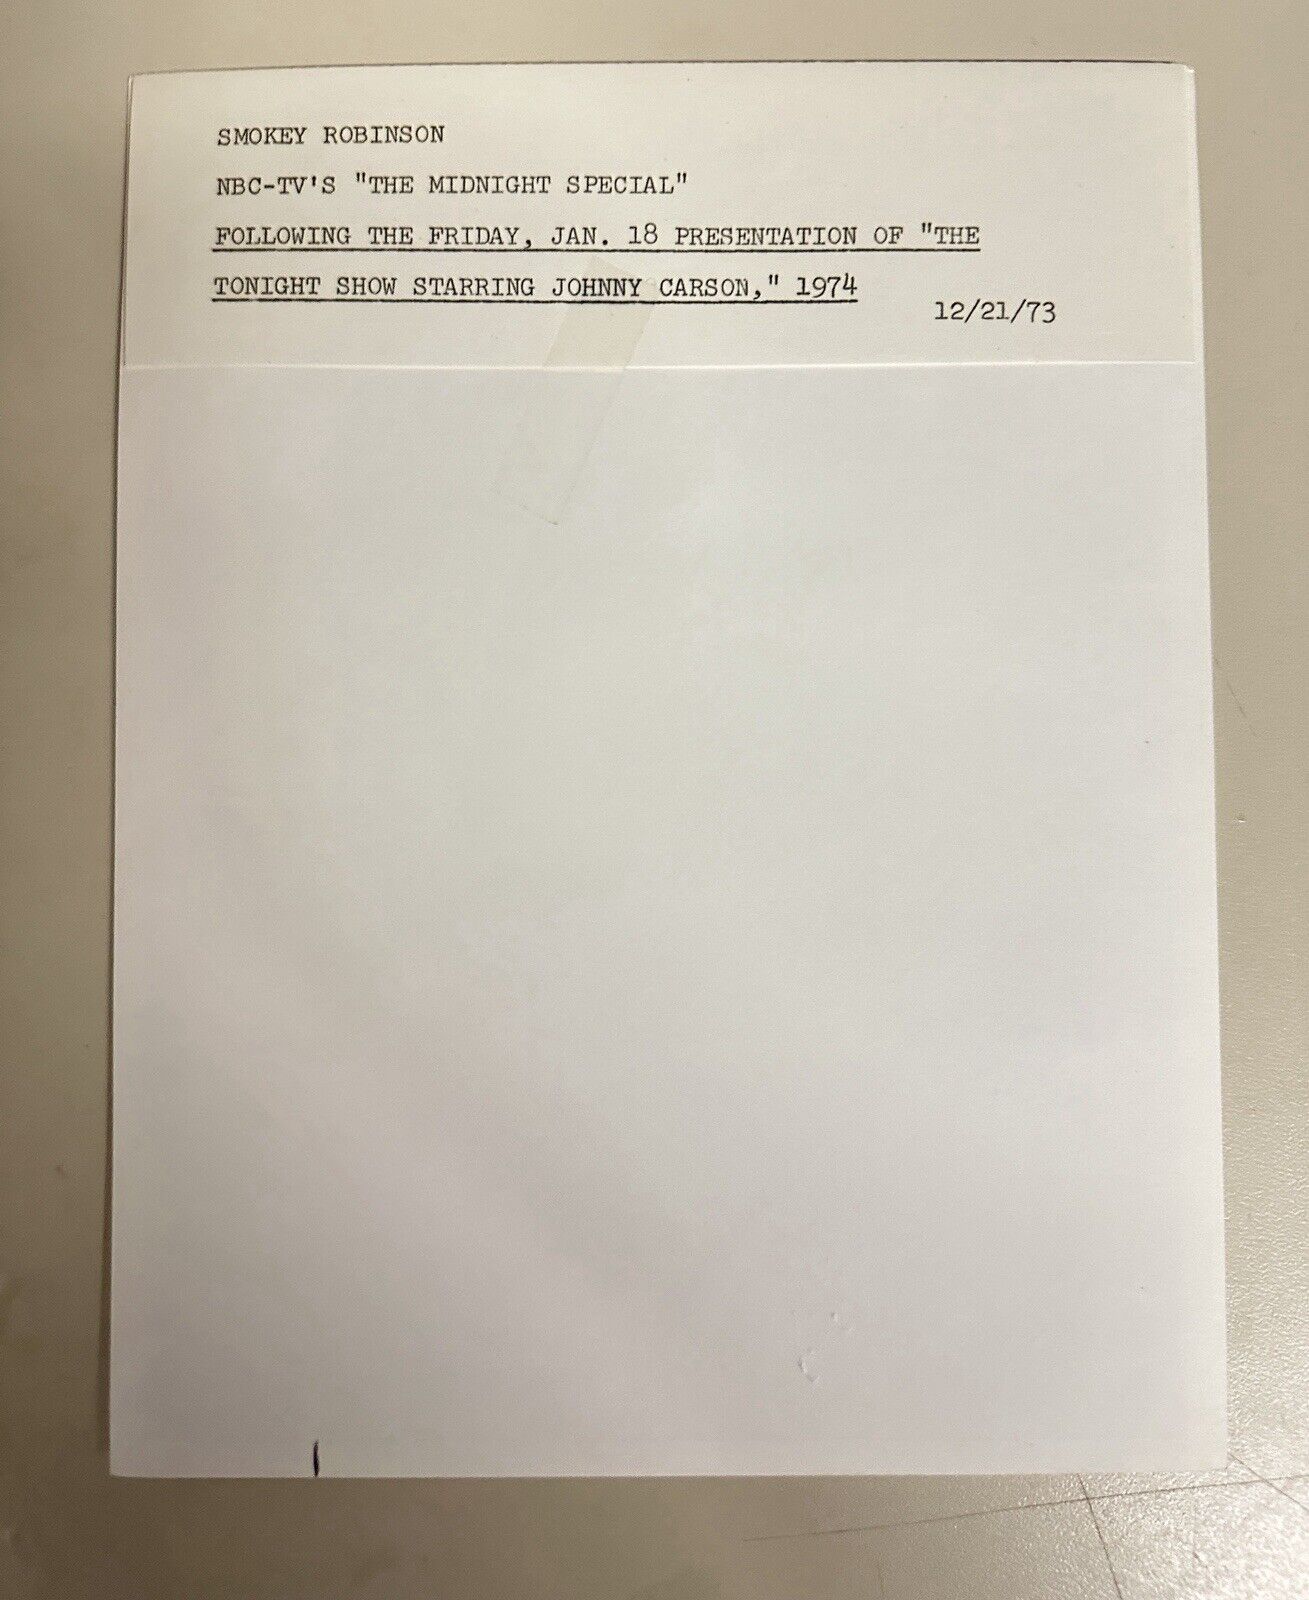 SMOKEY ROBINSON
NBC-TV'S "THE MIDNIGHT SPECIAL"
FOLLOWING THE FRIDAY, JAN. 18 PRESENTATION OF "THE
TONIGHT SHOW STARRING JOHNNY CARSON," 1974
12/21/73